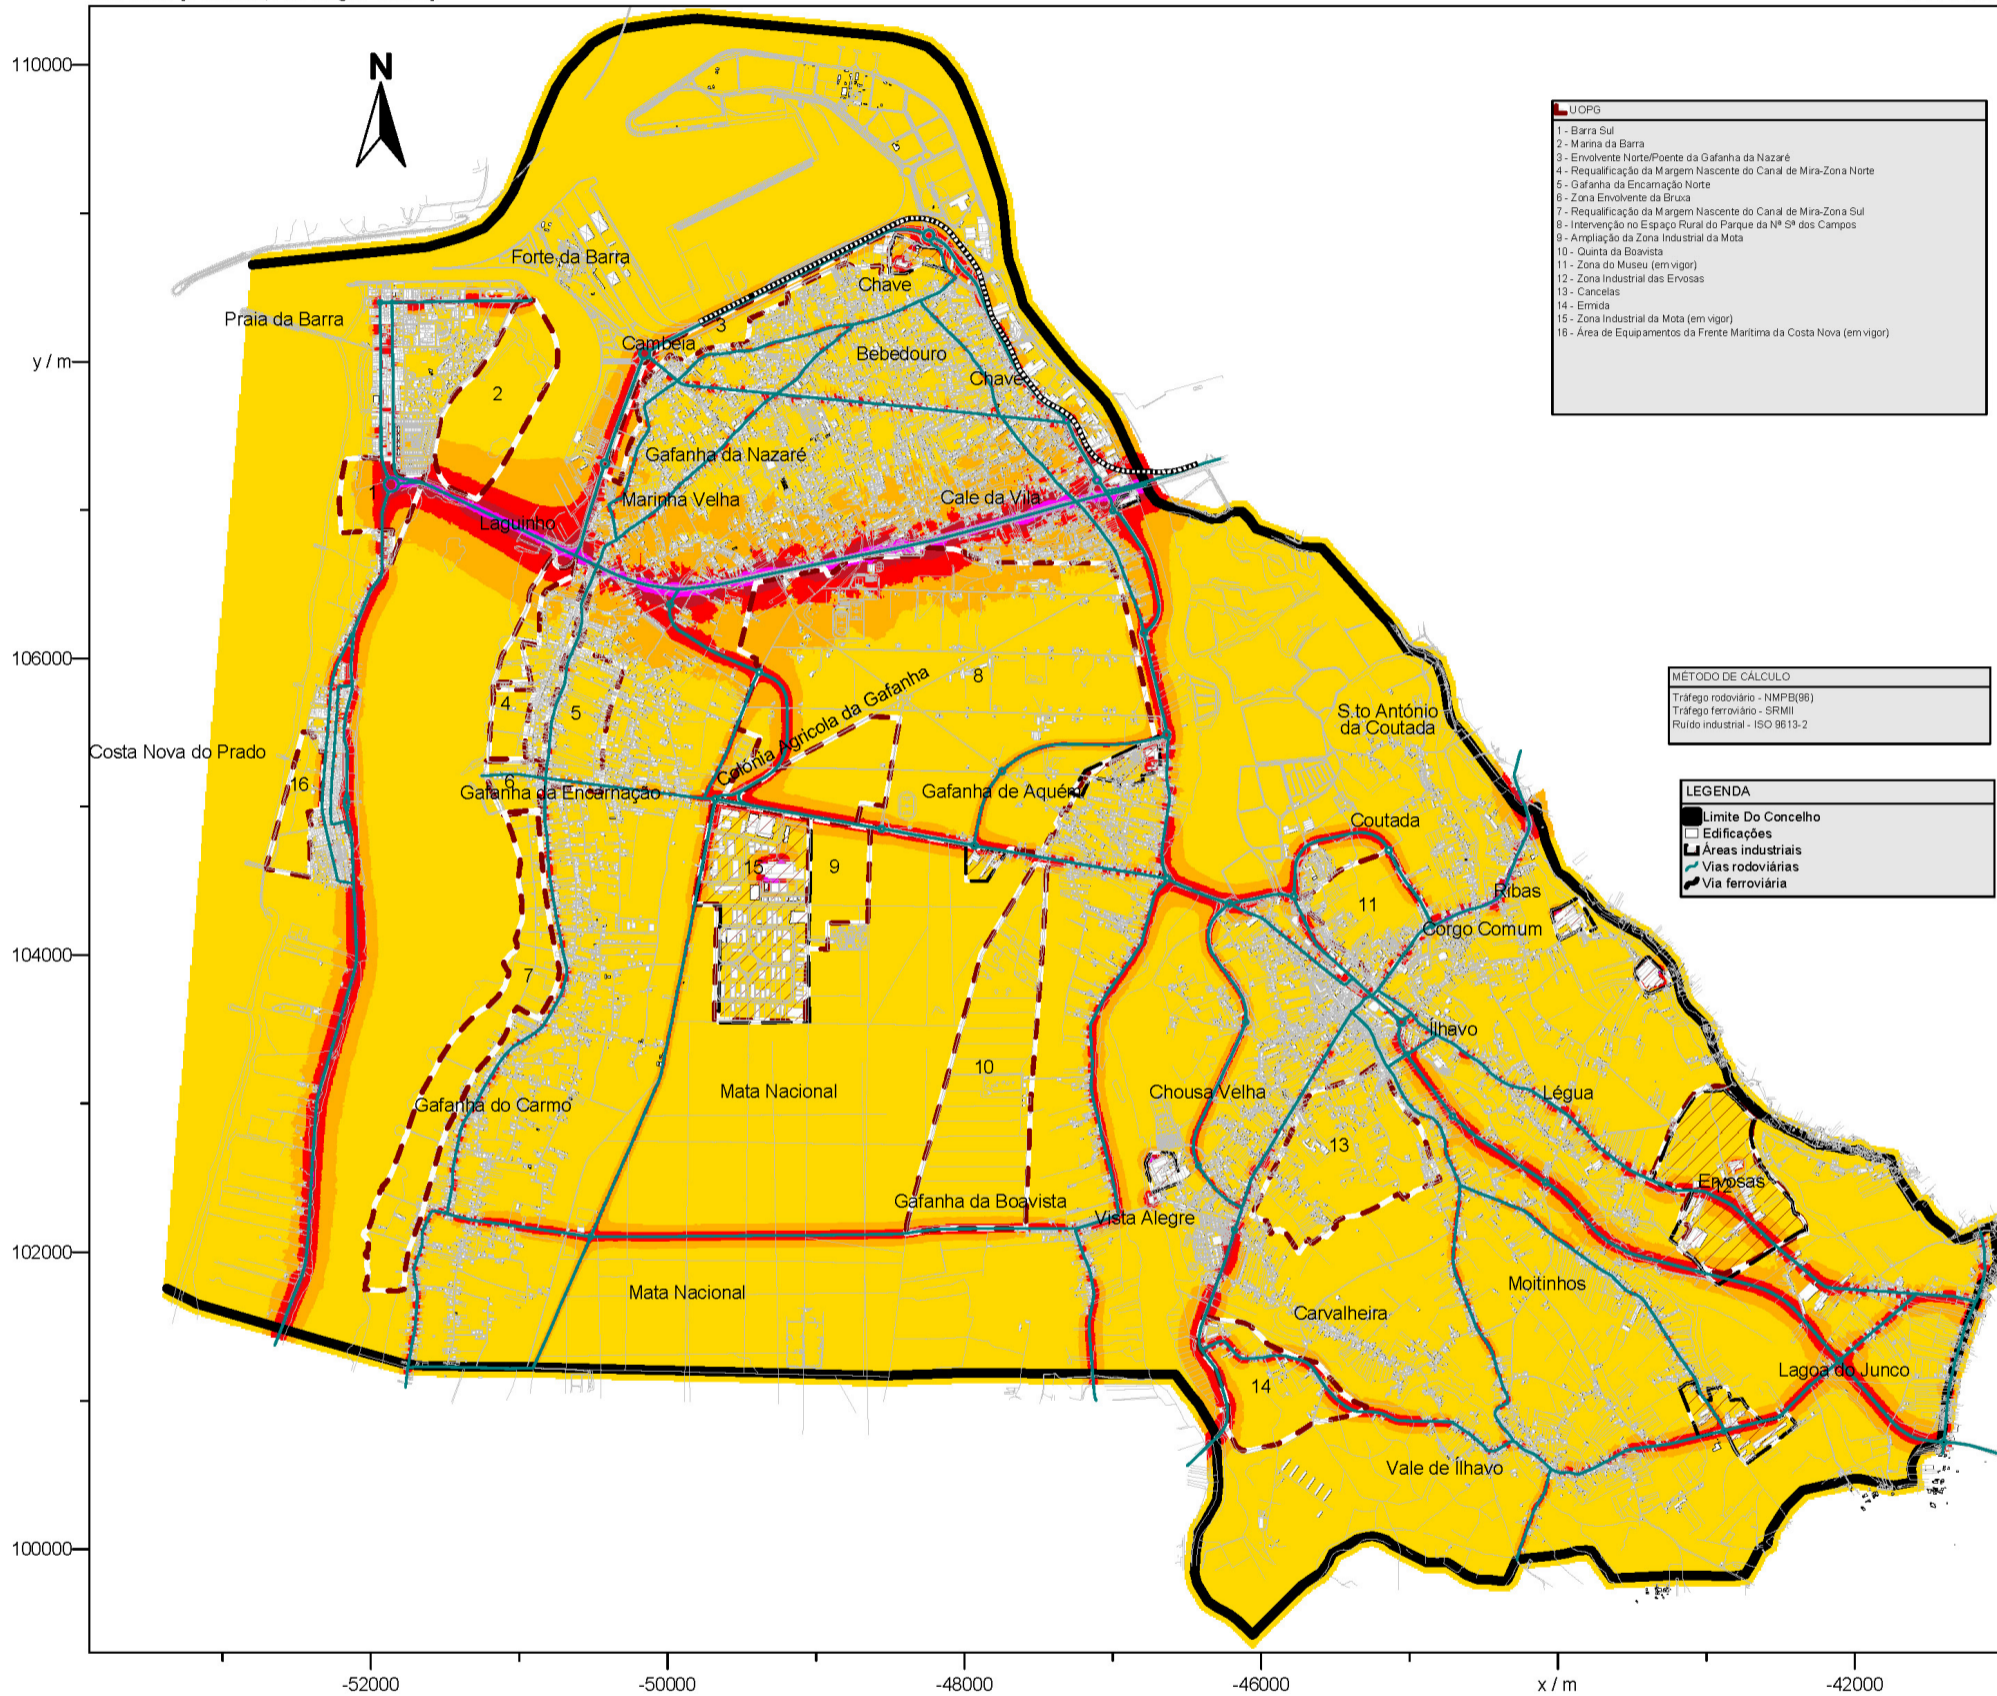 N
110000
y / m
106000
104000
102000
100000
-52000
-50000
-48000
-46000
x / m
-42000
UOPG
1 - Barra Sul
2 - Marina da Barra
3 - Envolvente Norte/Poente da Gafanha da Nazaré
4 - Requalificação da Margem Nascente do Canal de Mira-Zona Norte
5 - Gafanha da Encarnação Norte
6 - Zona Envolvente da Bruxa
7 - Requalificação da Margem Nascente do Canal de Mira-Zona Sul
8 - Intervenção no Espaço Rural do Parque da Nª Sª dos Campos
9 - Ampliação da Zona Industrial da Mota
10 - Quinta da Boavista
11 - Zona do Museu (em vigor)
12 - Zona Industrial das Ervosas
13 - Cancelas
14 - Ermida
15 - Zona Industrial da Mota (em vigor)
16 - Área de Equipamentos da Frente Marítima da Costa Nova (em vigor)
MÉTODO DE CÁLCULO
Tráfego rodoviário - NMPB(96)
Tráfego ferroviário - SRMII
Ruído industrial - ISO 9613-2
LEGENDA
Limite Do Concelho
Edificações
Áreas industriais
Vias rodoviárias
Via ferroviária
Forte da Barra
Praia da Barra
Chave
3
Cambeia
Bebedouro
Chave
2
Gafanha da Nazaré
Marinha Velha
Cale da Vila
1
Laguinho
8
4
5
Colónia Agricola da Gafanha
S.to António
da Coutada
Costa Nova do Prado
16
6
Gafanha da Encarnação
Gafanha de Aquém
Coutada
15
9
11
Ribas
Corgo Comum
7
Ílhavo
10
Mata Nacional
Chousa Velha
Légua
Gafanha do Carmo
13
Ervosas
12
Gafanha da Boavista
Vista Alegre
Mata Nacional
Moitinhos
Carvalheira
Lagoa do Junco
14
Vale de Ílhavo